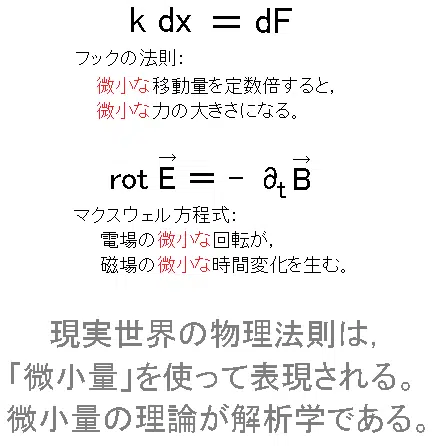 k dx = dF
フックの法則:
微小な移動量を定数倍すると,
微小な力の大きさになる。
rot E→ = - ∂t B→
マクスウェル方程式:
電場の微小な回転が,
磁場の微小な時間変化を生む。
現実世界の物理法則は,
「微小量」を使って表現される。
微小量の理論が解析学である。